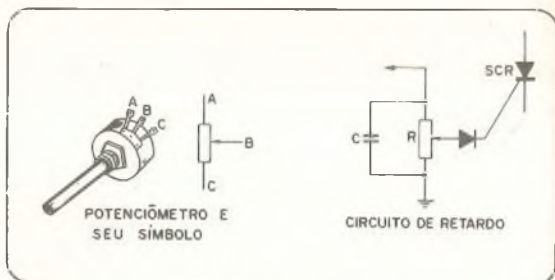 A
B
C
A
B
C
POTENCIÔMETRO E
SEU SÍMBOLO
SCR
C
R
CIRCUITO DE RETARDO